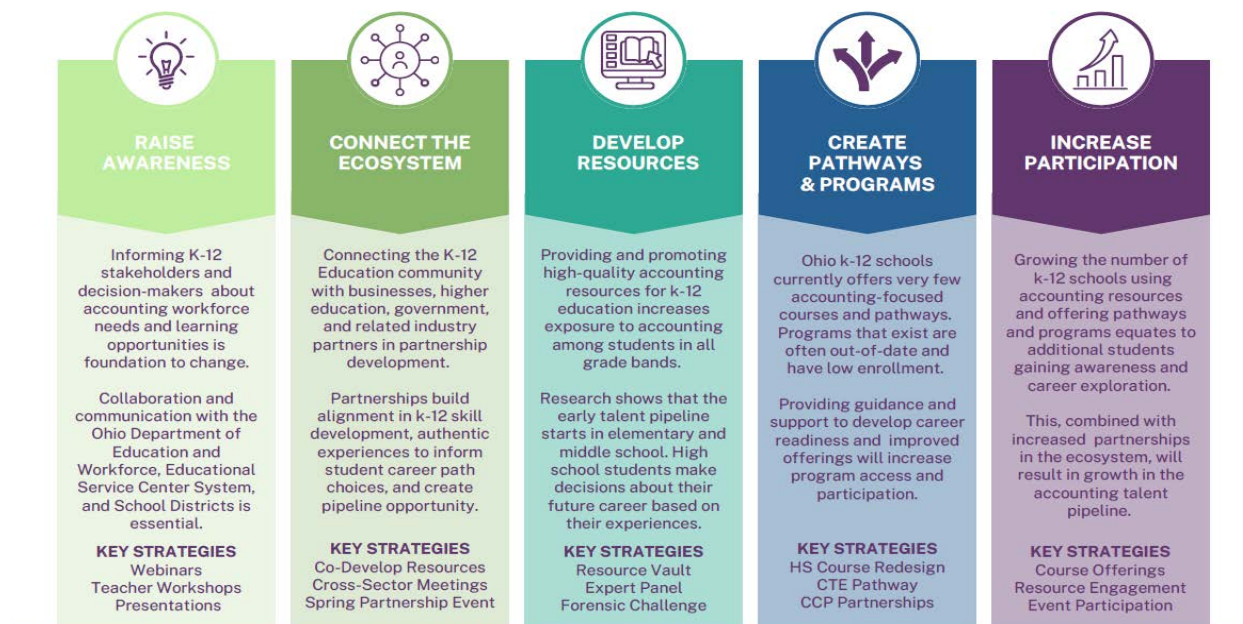 RAISE
AWARENESS
Informing K-12
stakeholders and
decision-makers about
accounting workforce
needs and learning
opportunities is
foundation to change.
Collaboration and
communication with the
Ohio Department of
Education and
Workforce, Educational
Service Center System,
and School Districts is
essential.
KEY STRATEGIES
Webinars
Teacher Workshops
Presentations
CONNECT THE
ECOSYSTEM
Connecting the K-12
Education community
with businesses, higher
education, government,
and related industry
partners in partnership
development.
Partnerships build
alignment in k-12 skill
development, authentic
experiences to inform
student career path
choices, and create
pipeline opportunity.
KEY STRATEGIES
Co-Develop Resources
Cross-Sector Meetings
Spring Partnership Event
DEVELOP
RESOURCES
Providing and promoting
high-quality accounting
resources for k-12
education increases
exposure to accounting
among students in all
grade bands.
Research shows that the
early talent pipeline
starts in elementary and
middle school. High
school students make
decisions about their
future career based on
their experiences.
KEY STRATEGIES
Resource Vault
Expert Panel
Forensic Challenge
CREATE
PATHWAYS
& PROGRAMS
Ohio k-12 schools
currently offers very few
accounting-focused
courses and pathways.
Programs that exist are
often out-of-date and
have low enrollment.
Providing guidance and
support to develop career
readiness and improved
offerings will increase
program access and
participation.
KEY STRATEGIES
HS Course Redesign
CTE Pathway
CCP Partnerships
INCREASE
PARTICIPATION
Growing the number of
k-12 schools using
accounting resources
and offering pathways
and programs equates to
additional students
gaining awareness and
career exploration.
This, combined with
increased partnerships
in the ecosystem, will
result in growth in the
accounting talent
pipeline.
KEY STRATEGIES
Course Offerings
Resource Engagement
Event Participation